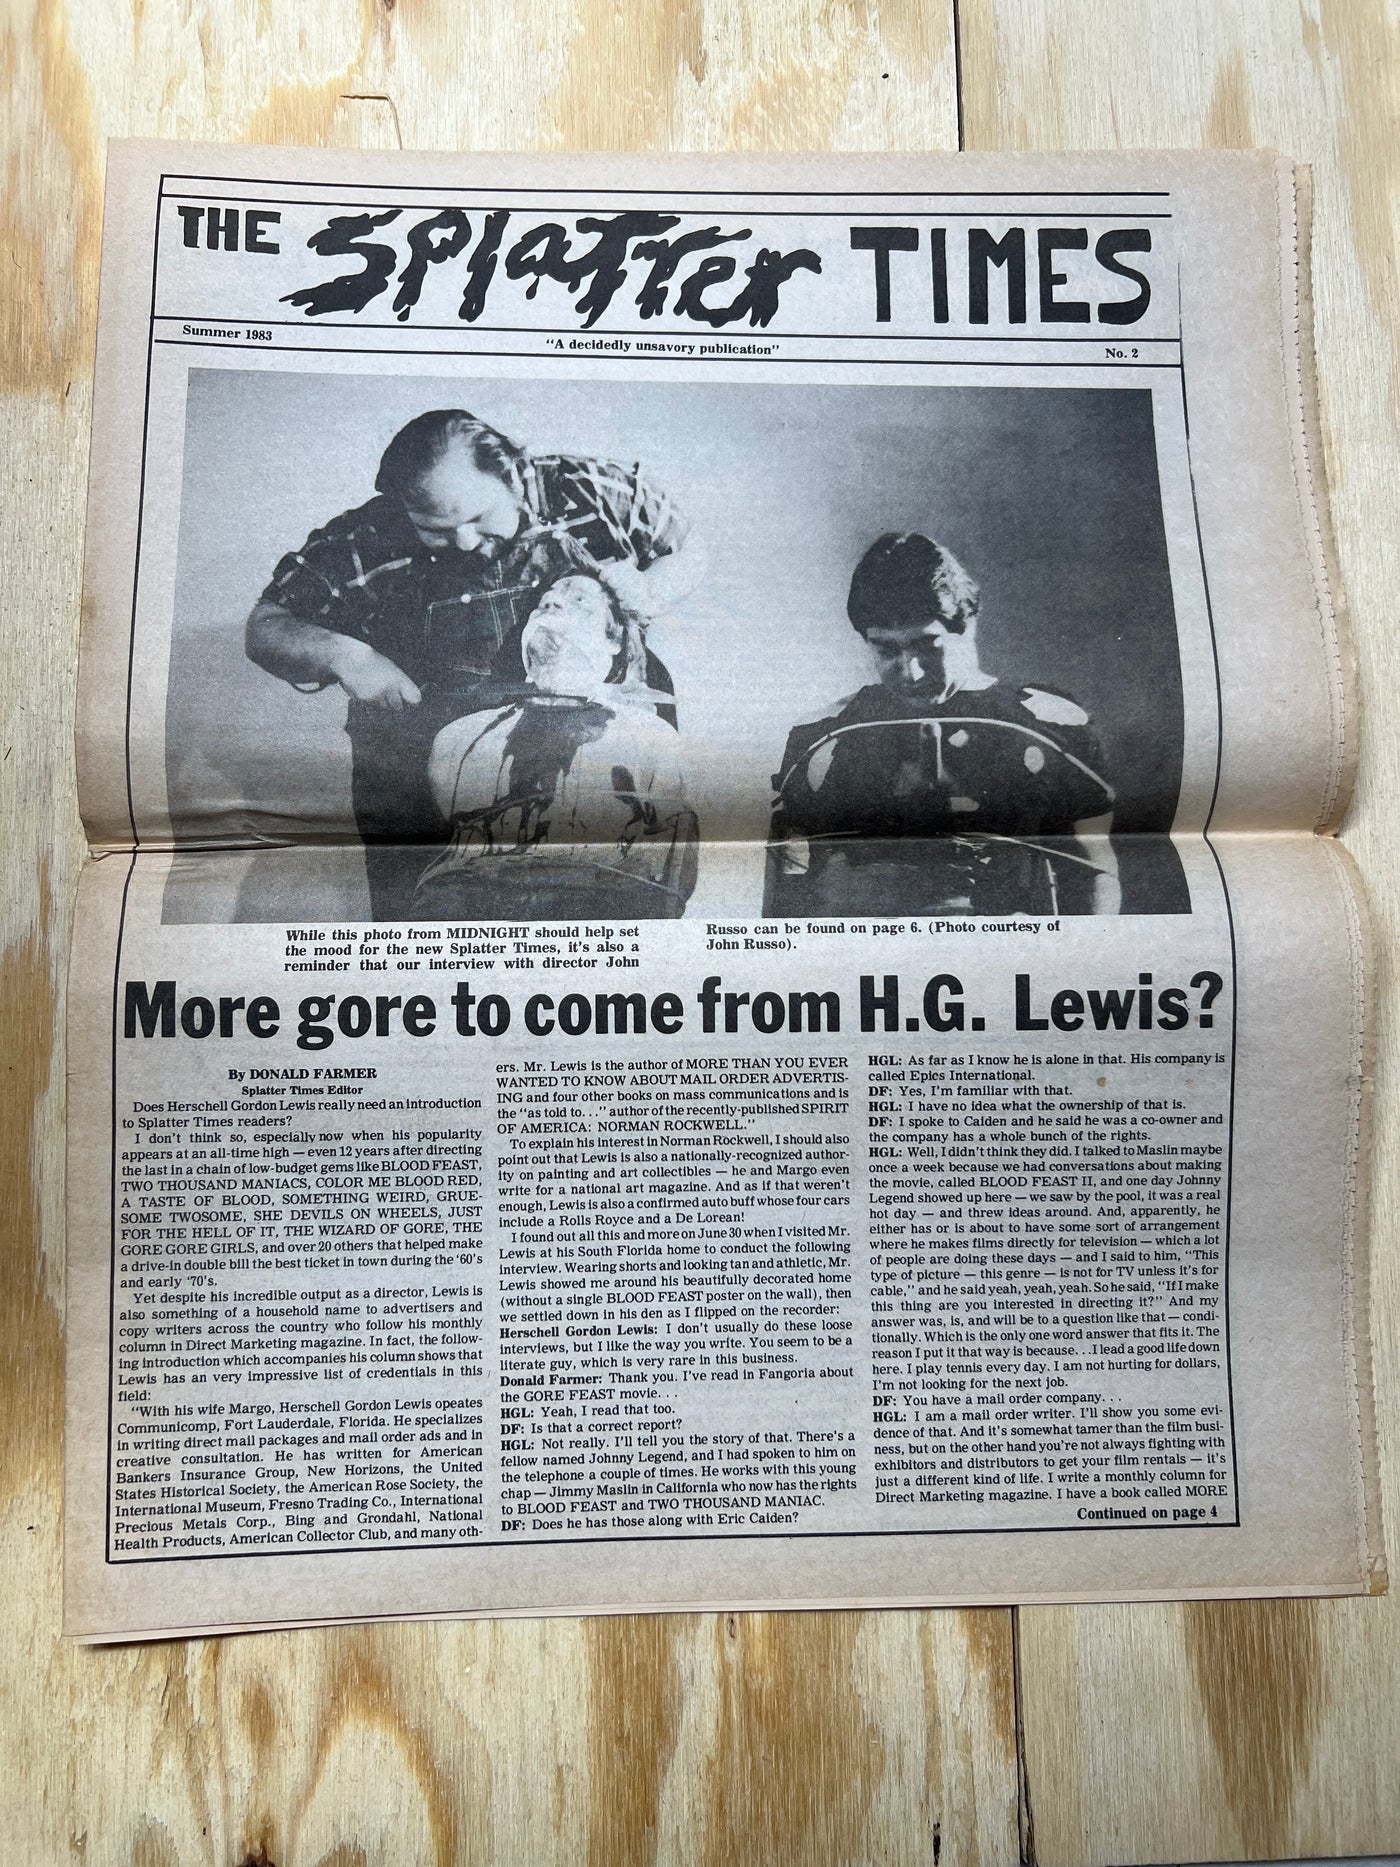 THE Splatter TIMES
Summer 1983
"A decidedly unsavory publication"
No. 2
While this photo from MIDNIGHT should help set
the mood for the new Splatter Times, it's also a
reminder that our interview with director John
Russo can be found on page 6. (Photo courtesy of
John Russo).
More gore to come from H.G. Lewis?
By DONALD FARMER
Splatter Times Editor
Does Herschell Gordon Lewis really need an introduction
to Splatter Times readers?
I don't think so, especially now when his popularity
appears at an all-time high — even 12 years after directing
the last in a chain of low-budget gems like BLOOD FEAST,
TWO THOUSAND MANIACS, COLOR ME BLOOD RED,
A TASTE OF BLOOD, SOMETHING WEIRD, GRUE-
SOME TWOSOME, SHE DEVILS ON WHEELS, JUST
FOR THE HELL OF IT, THE WIZARD OF GORE, THE
GORE GORE GIRLS, and over 20 others that helped make
a drive-in double bill the best ticket in town during the '60's
and early '70's.
Yet despite his incredible output as a director, Lewis is
also something of a household name to advertisers and
copy writers across the country who follow his monthly
column in Direct Marketing magazine. In fact, the follow-
ing introduction which accompanies his column shows that
Lewis has an very impressive list of credentials in this
field:
"With his wife Margo, Herschell Gordon Lewis opeates
Communicomp, Fort Lauderdale, Florida. He specializes
in writing direct mail packages and mail order ads and in
creative consultation. He has written for American
Bankers Insurance Group, New Horizons, the United
States Historical Society, the American Rose Society, the
International Museum, Fresno Trading Co., International
Precious Metals Corp., Bing and Grondahl, National
Health Products, American Collector Club, and many oth-
ers. Mr. Lewis is the author of MORE THAN YOU EVER
WANTED TO KNOW ABOUT MAIL ORDER ADVERTIS-
ING and four other books on mass communications and is
the "as told to. . ." author of the recently-published SPIRIT
OF AMERICA: NORMAN ROCKWELL."
To explain his interest in Norman Rockwell, I should also
point out that Lewis is also a nationally-recognized author-
ity on painting and art collectibles — he and Margo even
write for a national art magazine. And as if that weren't
enough, Lewis is also a confirmed auto buff whose four cars
include a Rolls Royce and a De Lorean!
I found out all this and more on June 30 when I visited Mr.
Lewis at his South Florida home to conduct the following
interview. Wearing shorts and looking tan and athletic, Mr.
Lewis showed me around his beautifully decorated home
(without a single BLOOD FEAST poster on the wall), then
we settled down in his den as I flipped on the recorder:
Herschell Gordon Lewis: I don't usually do these loose
interviews, but I like the way you write. You seem to be a
literate guy, which is very rare in this business.
Donald Farmer: Thank you. I've read in Fangoria about
the GORE FEAST movie. . .
HGL: Yeah, I read that too.
DF: Is that a correct report?
HGL: Not really. I'll tell you the story of that. There's a
fellow named Johnny Legend, and I had spoken to him on
the telephone a couple of times. He works with this young
chap — Jimmy Maslin in California who now has the rights
to BLOOD FEAST and TWO THOUSAND MANIAC.
DF: Does he has those along with Eric Caiden?
HGL: As far as I know he is alone in that. His company is
called Epics International.
DF: Yes, I'm familiar with that.
HGL: I have no idea what the ownership of that is.
DF: I spoke to Caiden and he said he was a co-owner and
the company has a whole bunch of the rights.
HGL: Well, I didn't think they did. I talked to Maslin maybe
once a week because we had conversations about making
the movie, called BLOOD FEAST II, and one day Johnny
Legend showed up here — we saw by the pool, it was a real
hot day — and threw ideas around. And, apparently, he
either has or is about to have some sort of arrangement
where he makes films directly for television — which a lot
of people are doing these days — and I said to him, "This
type of picture — this genre — is not for TV unless it's for
cable," and he said yeah, yeah, yeah. So he said, "If I make
this thing are you interested in directing it?" And my
answer was, is, and will be to a question like that — condi-
tionally. Which is the only one word answer that fits it. The
reason I put it that way is because. . .I lead a good life down
here. I play tennis every day. I am not hurting for dollars,
I'm not looking for the next job.
DF: You have a mail order company. . .
HGL: I am a mail order writer. I'll show you some evi-
dence of that. And it's somewhat tamer than the film busi-
ness, but on the other hand you're not always fighting with
exhibitors and distributors to get your film rentals — it's
just a different kind of life. I write a monthly column for
Direct Marketing magazine. I have a book called MORE
Continued on page 4